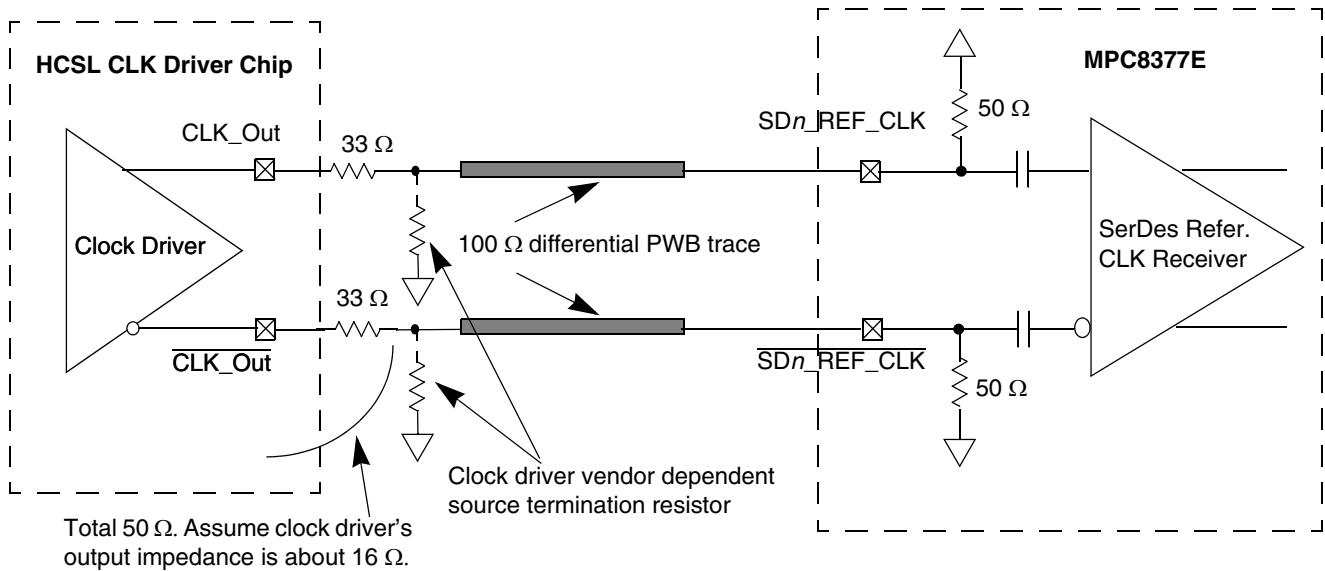 HCSL CLK Driver Chip
MPC8377E
CLK_Out
SDn_REF_CLK
50 Ω
33 Ω
Clock Driver
100 Ω differential PWB trace
SerDes Refer.
CLK Receiver
33 Ω
CLK_Out
SDn_REF_CLK
50 Ω
Clock driver vendor dependent
source termination resistor
Total 50 Ω. Assume clock driver's
output impedance is about 16 Ω.